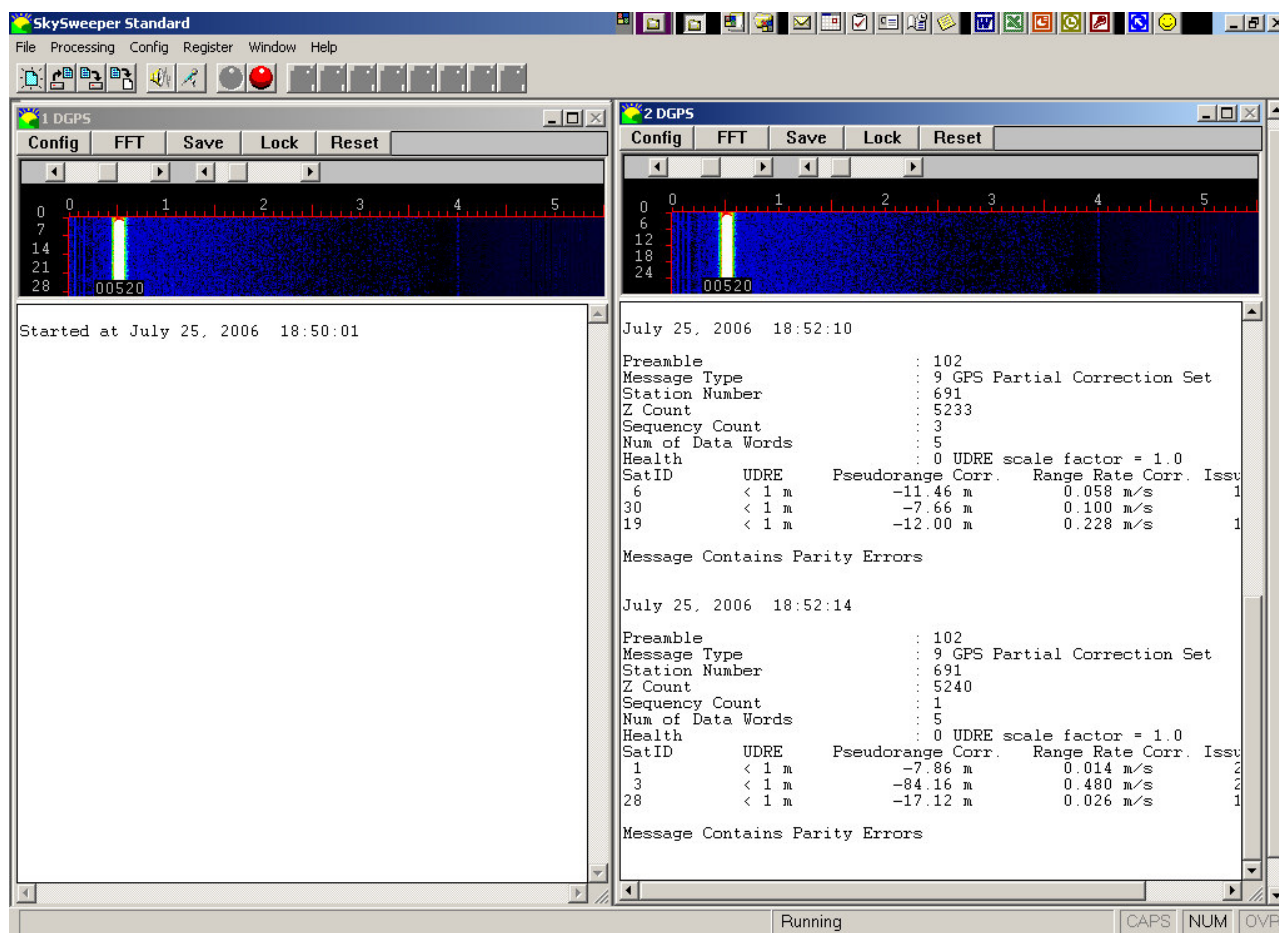 SkySweeper Standard
File Processing Config Register Window Help
1 DGPS
Config FFT Save Lock Reset
0 1 2 3 4 5
0
7
14
21
28
00520
Started at July 25, 2006 18:50:01
2 DGPS
Config FFT Save Lock Reset
0 1 2 3 4 5
0
6
12
18
24
00520
July 25, 2006 18:52:10
Preamble : 102
Message Type : 9 GPS Partial Correction Set
Station Number : 691
Z Count : 5233
Sequency Count : 3
Num of Data Words : 5
Health : 0 UDRE scale factor = 1.0
SatID UDRE Pseudorange Corr. Range Rate Corr. Issu
6 < 1 m -11.46 m 0.058 m/s 1
30 < 1 m -7.66 m 0.100 m/s
19 < 1 m -12.00 m 0.228 m/s 1
Message Contains Parity Errors
July 25, 2006 18:52:14
Preamble : 102
Message Type : 9 GPS Partial Correction Set
Station Number : 691
Z Count : 5240
Sequency Count : 1
Num of Data Words : 5
Health : 0 UDRE scale factor = 1.0
SatID UDRE Pseudorange Corr. Range Rate Corr. Issu
1 < 1 m -7.86 m 0.014 m/s 2
3 < 1 m -84.16 m 0.480 m/s 2
28 < 1 m -17.12 m 0.026 m/s 1
Message Contains Parity Errors
Running CAPS NUM OVR